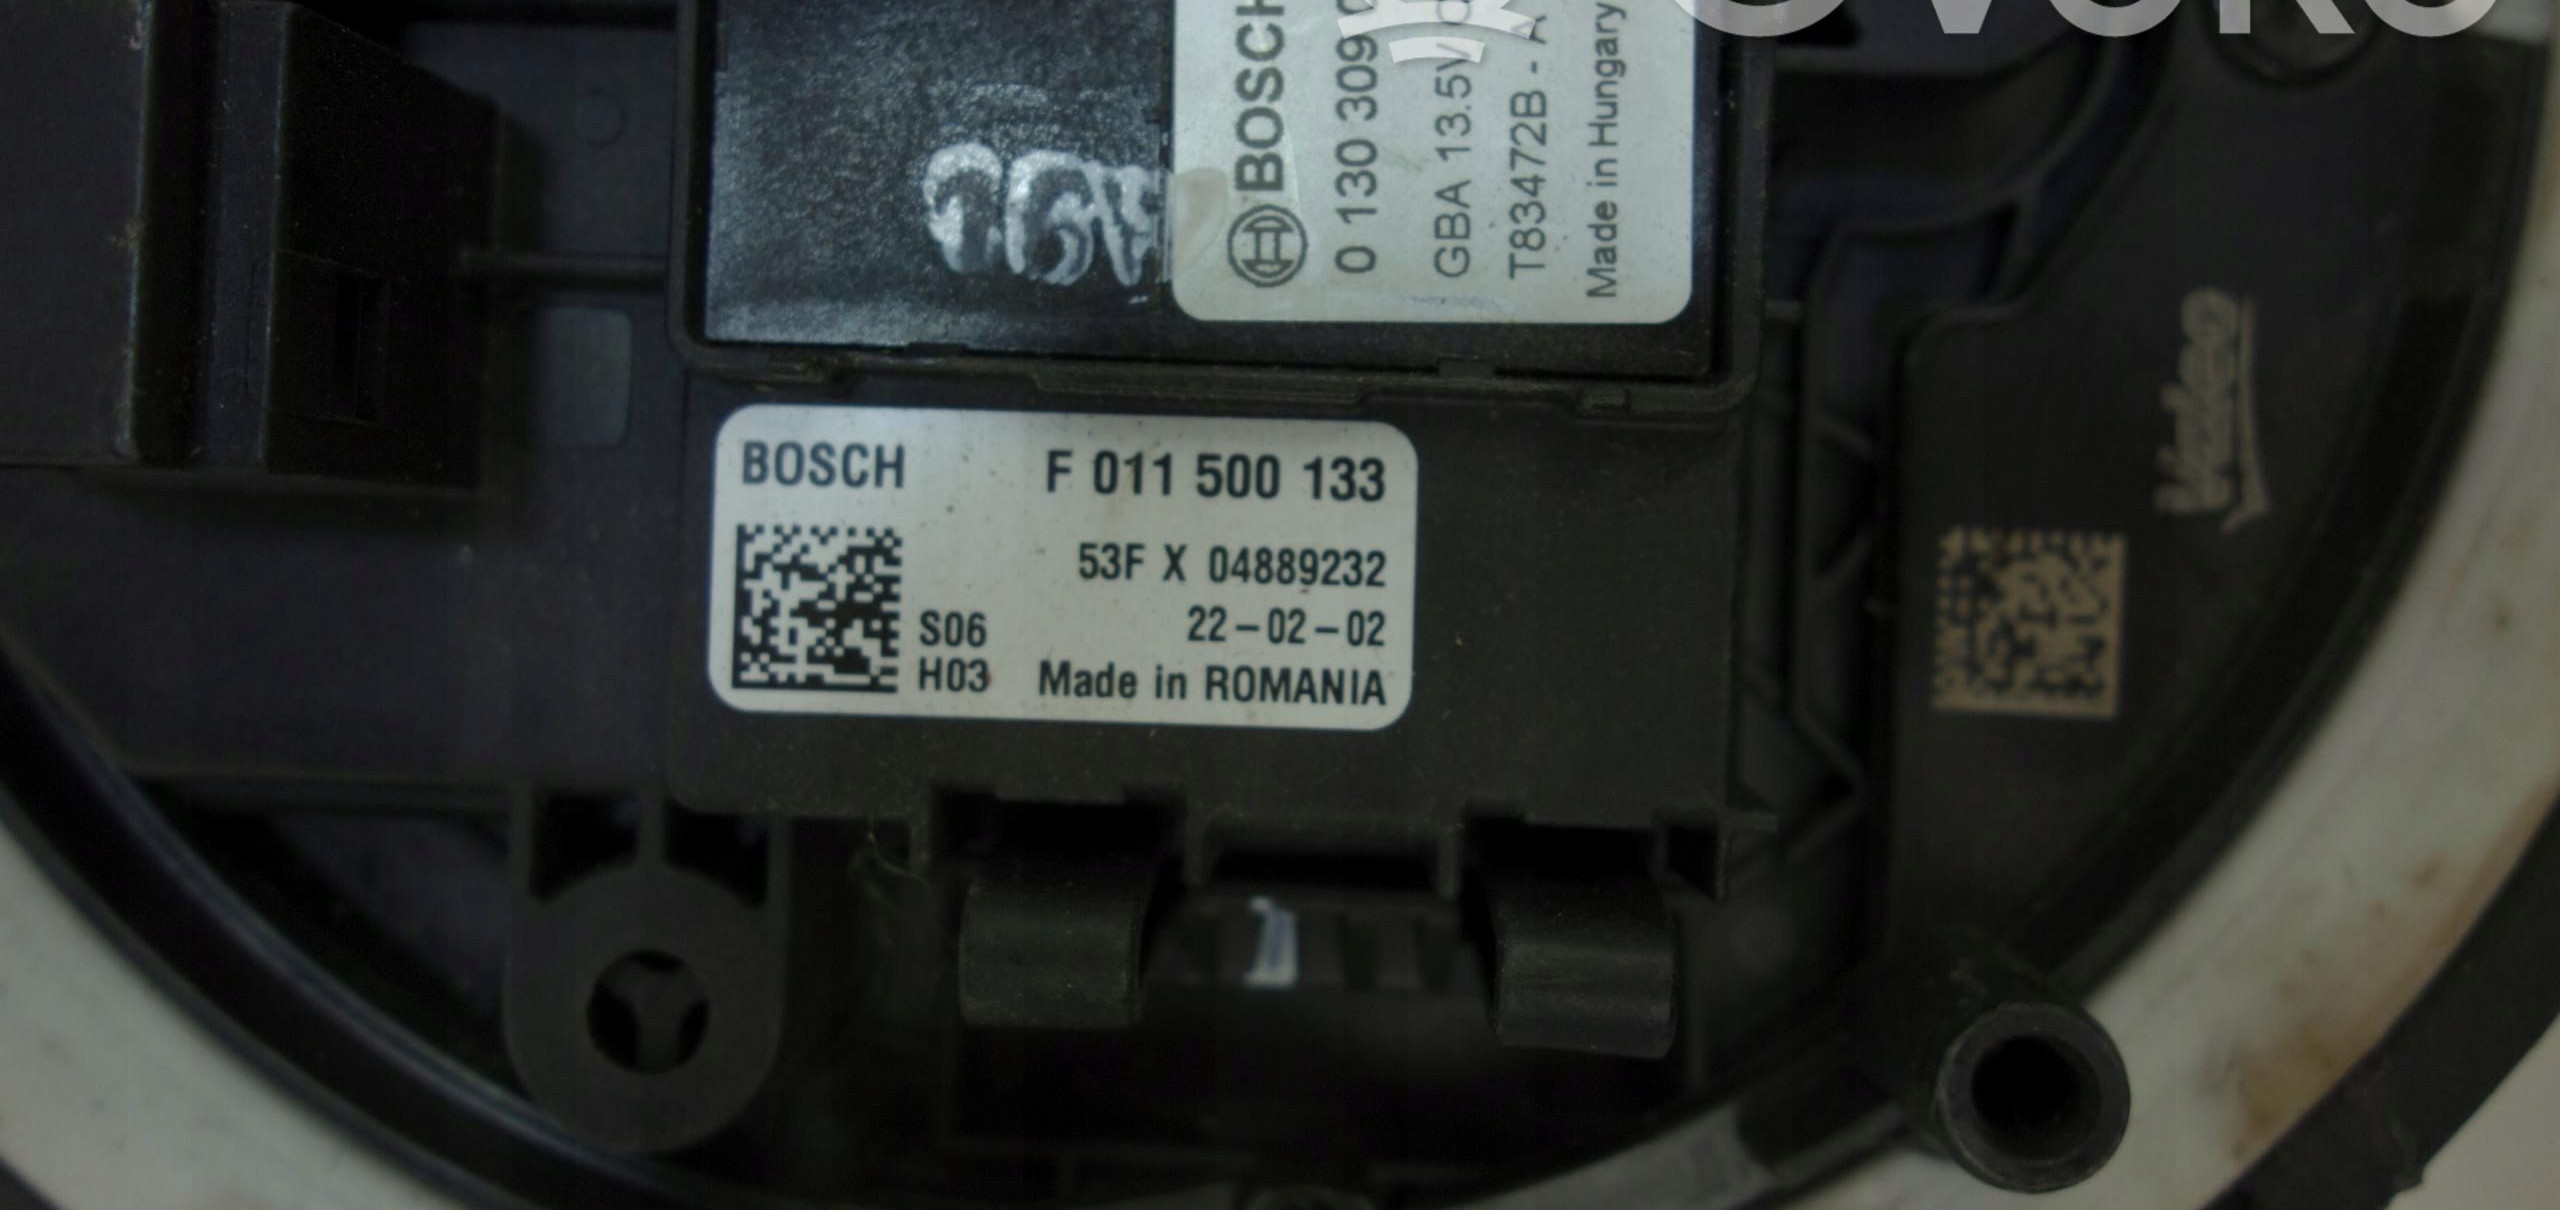 BOSCH
0 130 309
GBA 13.5V
T83472B - A
Made in Hungary
BOSCH F 011 500 133
53F X 04889232
S06 22-02-02
H03 Made in ROMANIA
Valeo